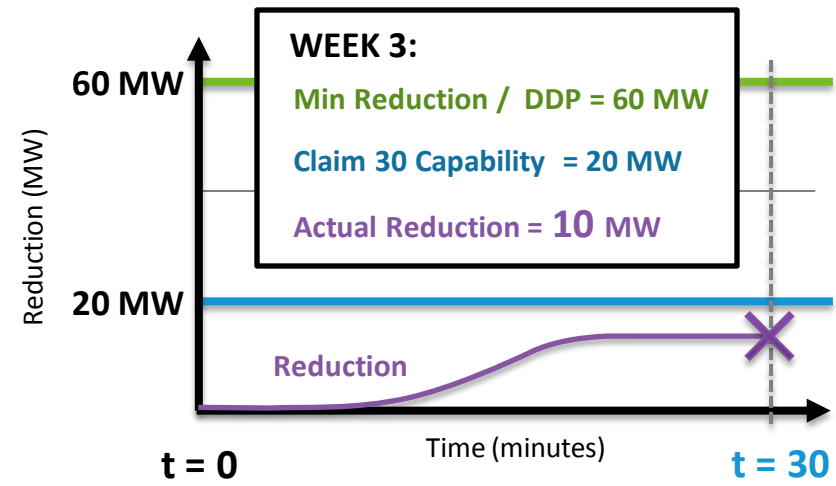 WEEK 3:
Min Reduction / DDP = 60 MW
Claim 30 Capability = 20 MW
Actual Reduction = 10 MW
60 MW
20 MW
Reduction (MW)
Reduction
Time (minutes)
t = 0
t = 30